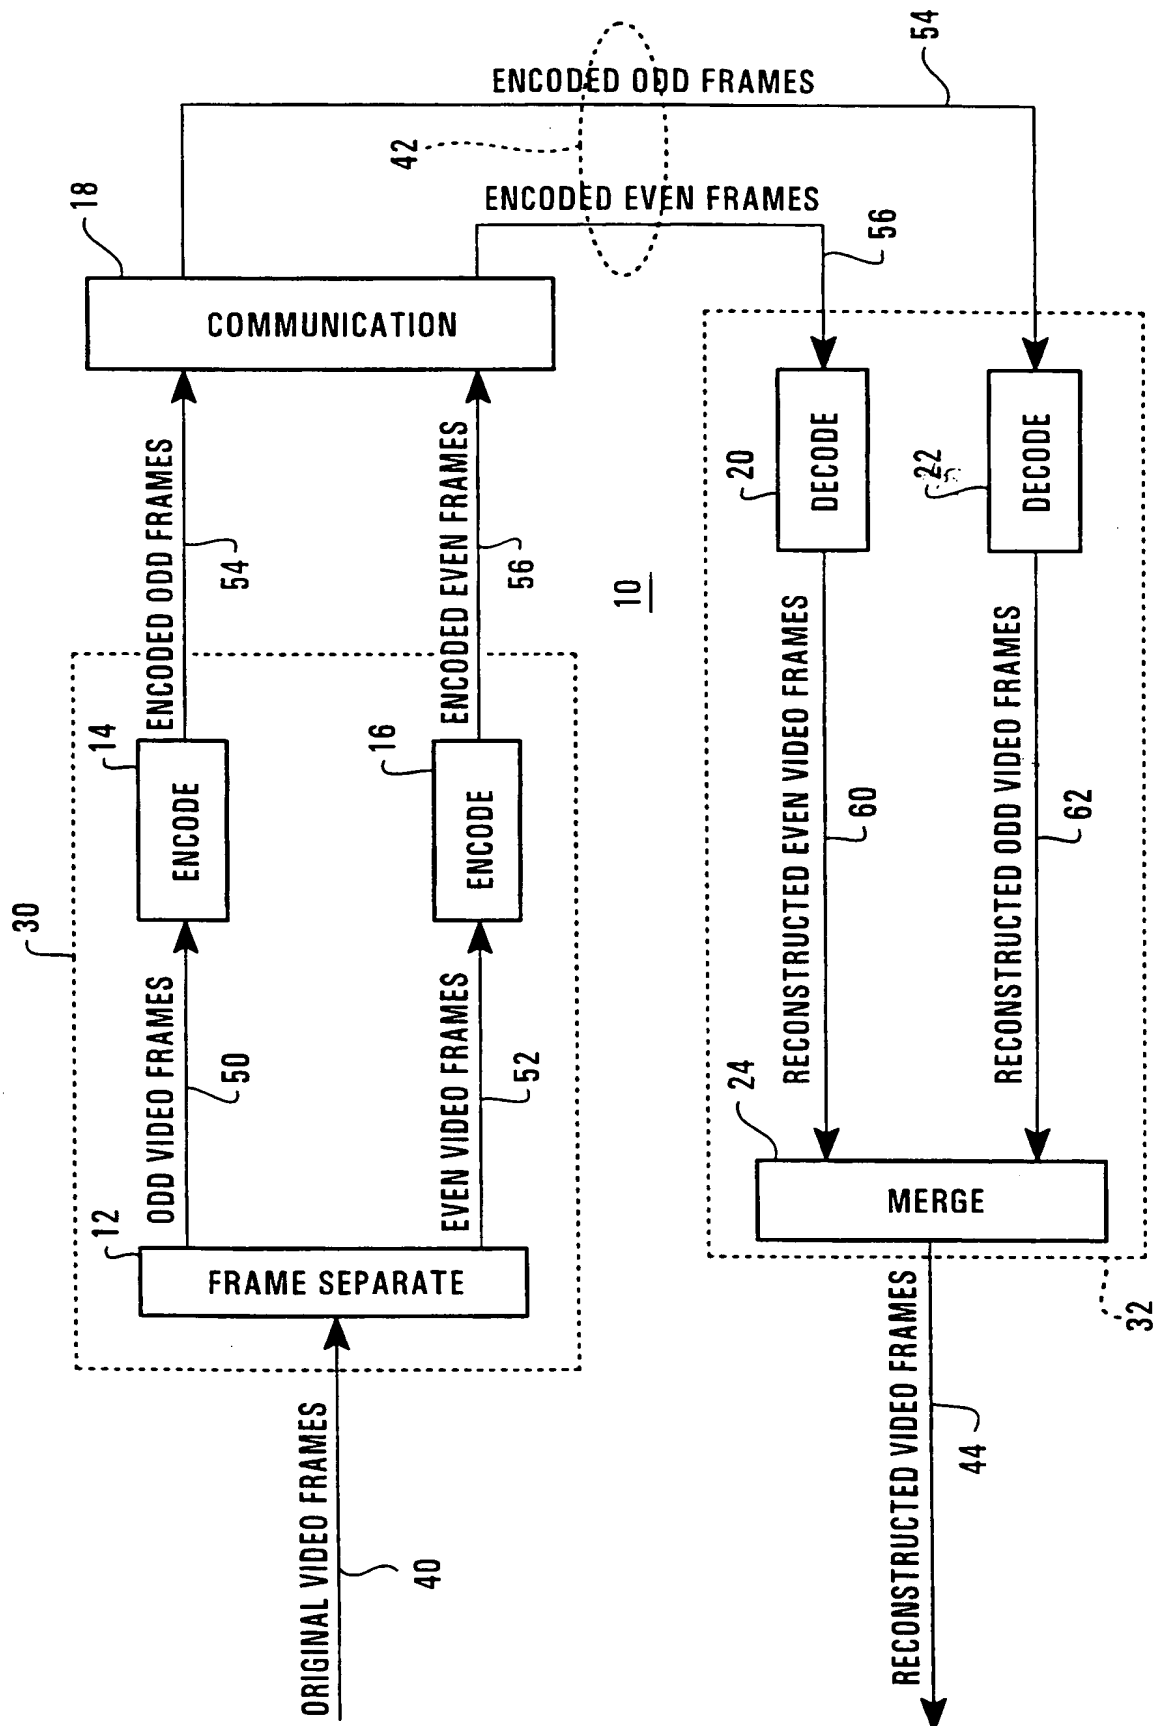 30
ORIGINAL VIDEO FRAMES
40
12
FRAME SEPARATE
ODD VIDEO FRAMES
50
EVEN VIDEO FRAMES
52
14
ENCODE
16
ENCODE
ENCODED ODD FRAMES
54
ENCODED EVEN FRAMES
56
18
COMMUNICATION
42
ENCODED ODD FRAMES
54
ENCODED EVEN FRAMES
56
10
20
DECODE
22
DECODE
RECONSTRUCTED EVEN VIDEO FRAMES
60
RECONSTRUCTED ODD VIDEO FRAMES
62
24
MERGE
32
RECONSTRUCTED VIDEO FRAMES
44